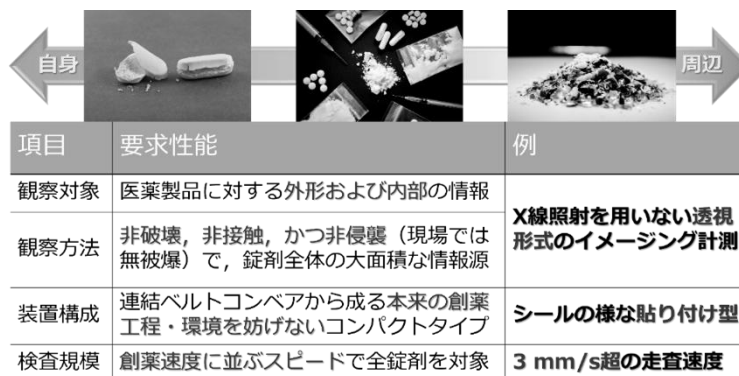 自身
周辺
項目
要求性能
例
観察対象
医薬製品に対する外形および内部の情報
X線照射を用いない透視
形式のイメージング計測
観察方法
非破壊，非接触，かつ非侵襲（現場では
無被爆）で，錠剤全体の大面積な情報源
装置構成
連結ベルトコンベアから成る本来の創薬
工程・環境を妨げないコンパクトタイプ
シールの様な貼り付け型
検査規模
創薬速度に並ぶスピードで全錠剤を対象
3 mm/s超の走査速度